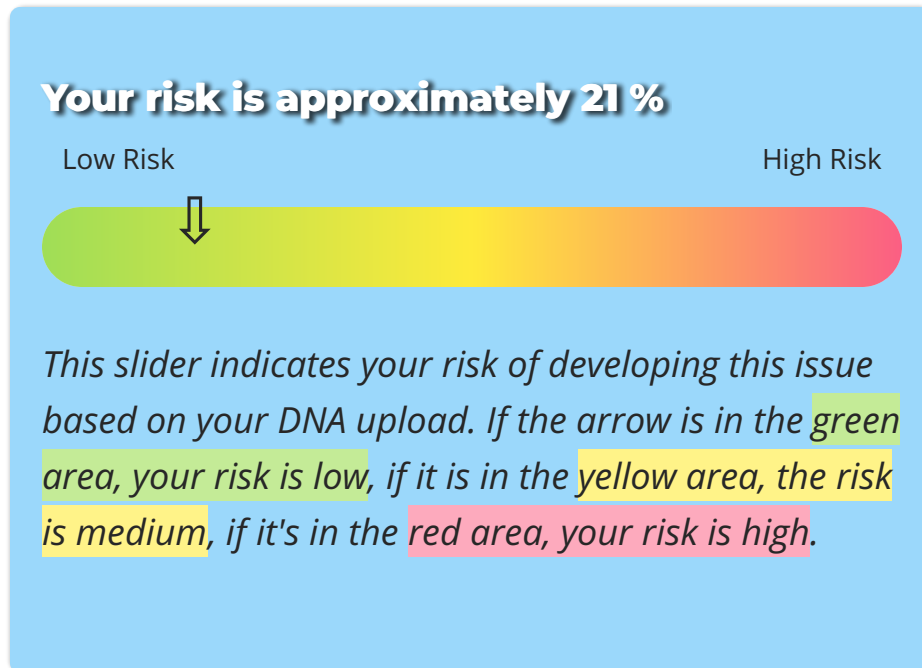 Your risk is approximately 21 %
Low Risk
High Risk
This slider indicates your risk of developing this issue
based on your DNA upload. If the arrow is in the green
area, your risk is low, if it is in the yellow area, the risk
is medium, if it's in the red area, your risk is high.